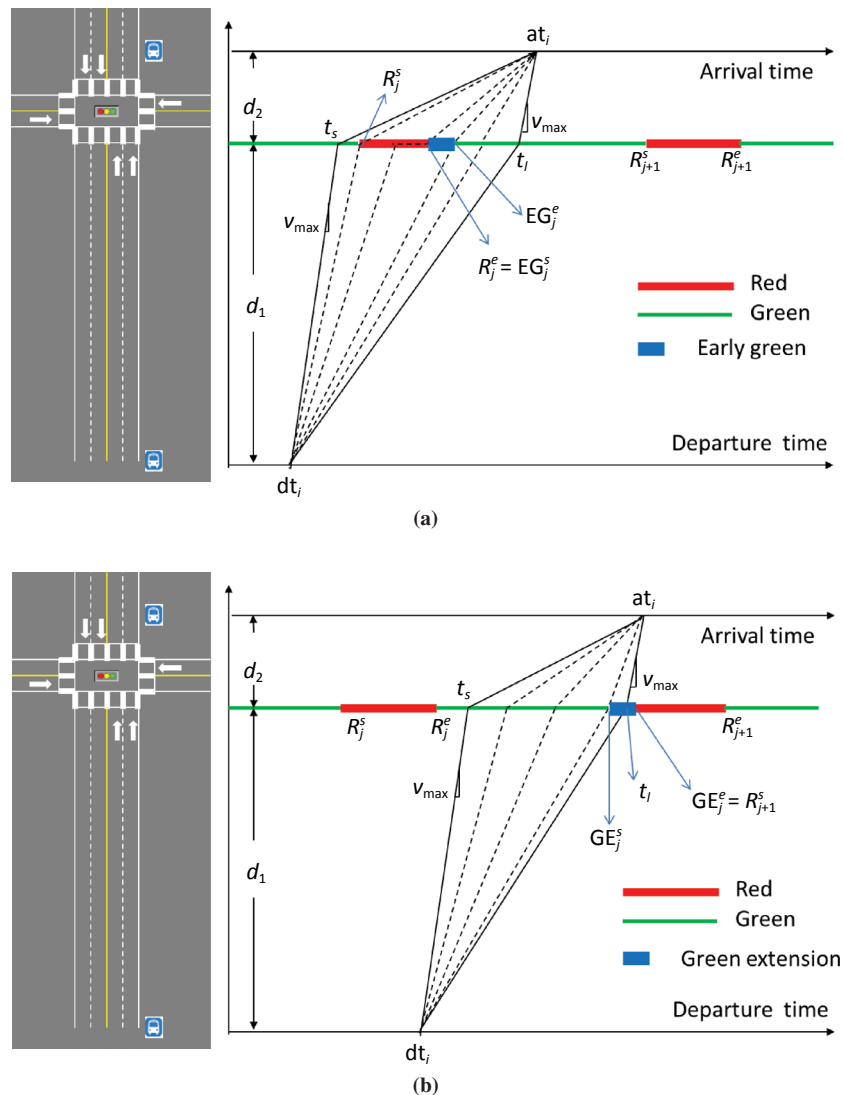 at_i
Arrival time
R_j^s
d_2
v_max
t_s
t_l
R_{j+1}^s
R_{j+1}^e
EG_j^e
v_max
R_j^e = EG_j^s
d_1
Red
Green
Early green
Departure time
dt_i
(a)
at_i
Arrival time
d_2
v_max
t_s
R_j^s
R_j^e
R_{j+1}^e
v_max
t_l
GE_j^e = R_{j+1}^s
GE_j^s
d_1
Red
Green
Green extension
Departure time
dt_i
(b)